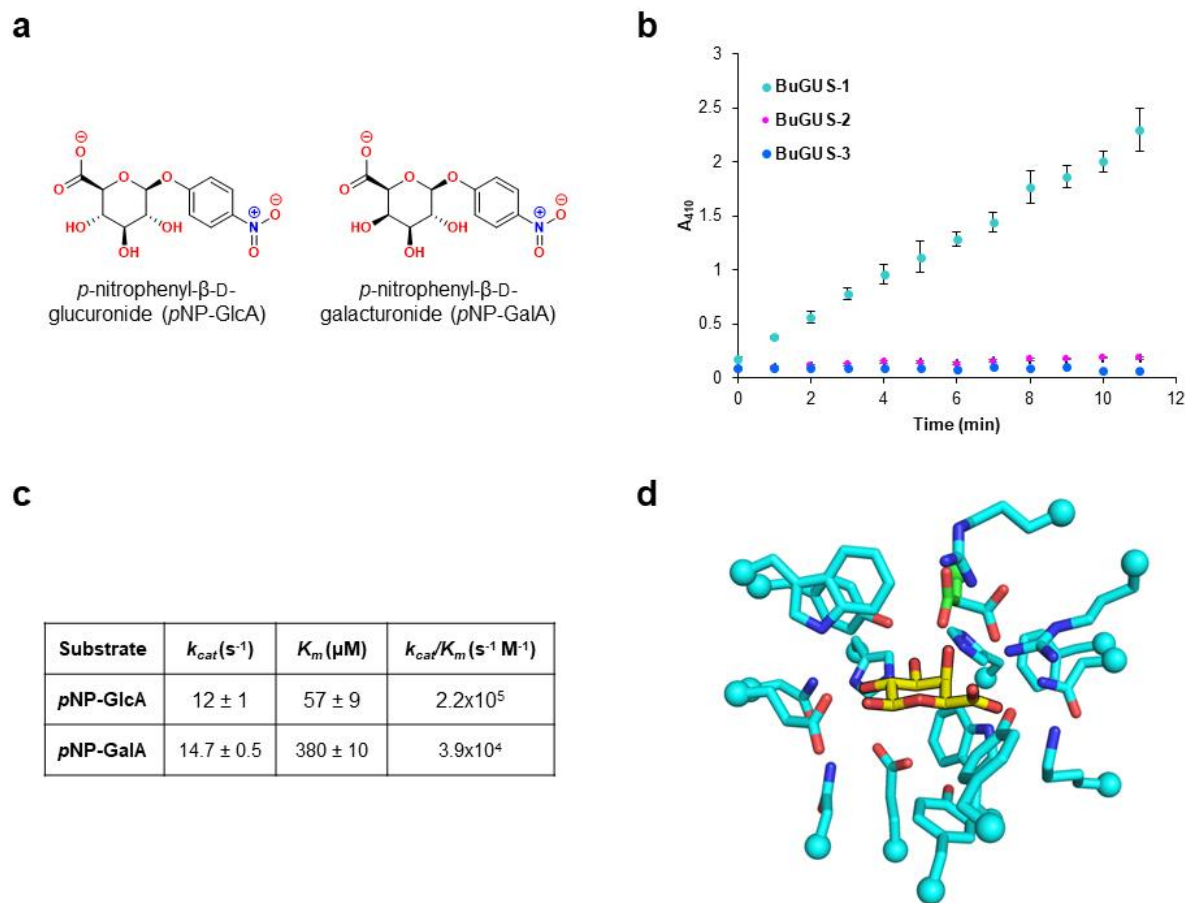 a
⊖
O
O
O
O
HO
OH
OH
N
⊕
O
⊖
O
p-nitrophenyl-β-D-
glucuronide (pNP-GlcA)
⊖
O
O
O
O
HO
OH
OH
N
⊕
O
⊖
O
p-nitrophenyl-β-D-
galacturonide (pNP-GalA)
b
BuGUS-1
BuGUS-2
BuGUS-3
3
2.5
2
1.5
1
0.5
0
A410
0 2 4 6 8 10 12
Time (min)
c
Substrate kcat (s-1) Km (µM) kcat/Km (s-1 M-1)
pNP-GlcA 12 ± 1 57 ± 9 2.2x10⁵
pNP-GalA 14.7 ± 0.5 380 ± 10 3.9x10⁴
d